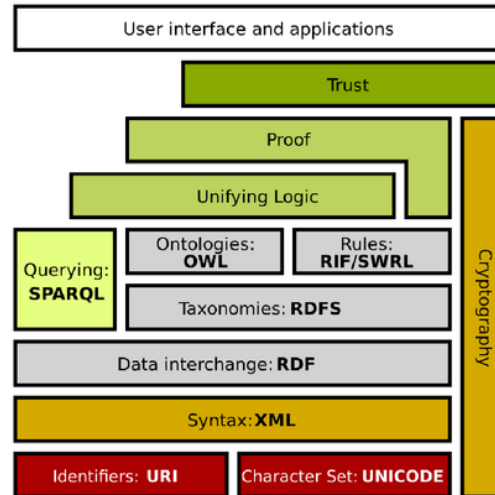 User interface and applications
Trust
Proof
Unifying Logic
Ontologies:
OWL
Rules:
RIF/SWRL
Querying:
SPARQL
Taxonomies: RDFS
Cryptography
Data interchange: RDF
Syntax: XML
Identifiers: URI
Character Set: UNICODE